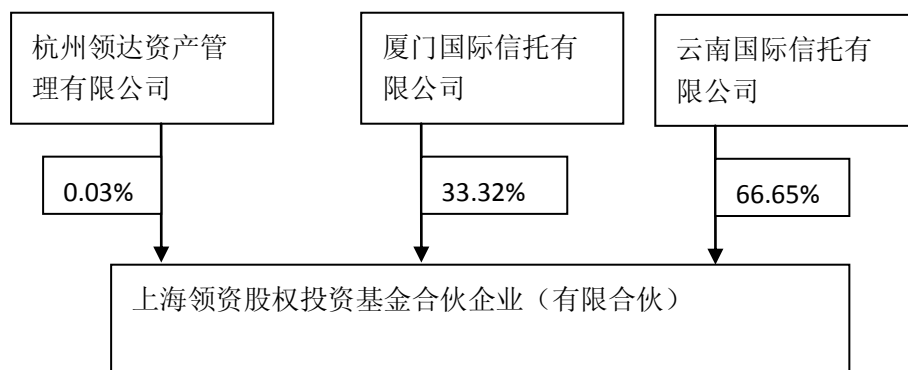 杭州领达资产管
理有限公司
厦门国际信托有
限公司
云南国际信托有
限公司
0.03%
33.32%
66.65%
上海领资股权投资基金合伙企业（有限合伙）